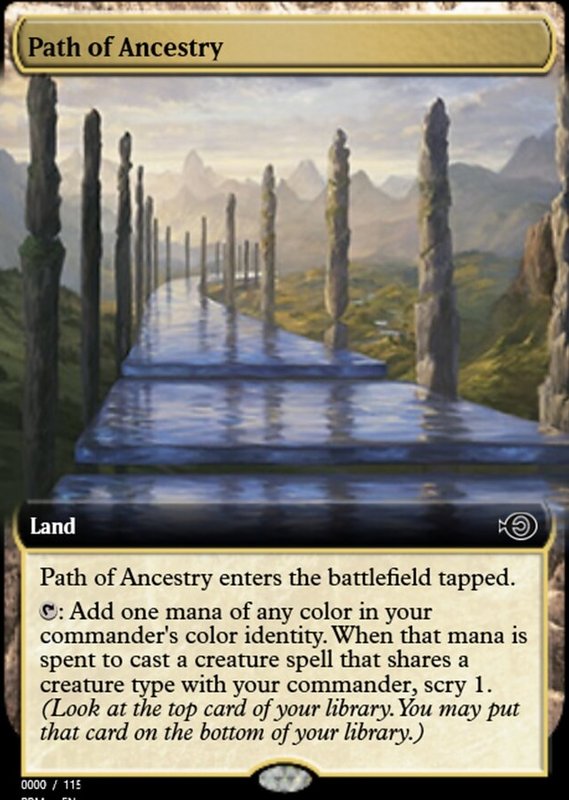 Path of Ancestry
Land
Path of Ancestry enters the battlefield tapped.
: Add one mana of any color in your
commander's color identity. When that mana is
spent to cast a creature spell that shares a
creature type with your commander, scry 1.
(Look at the top card of your library. You may put
that card on the bottom of your library.)
0000 / 115